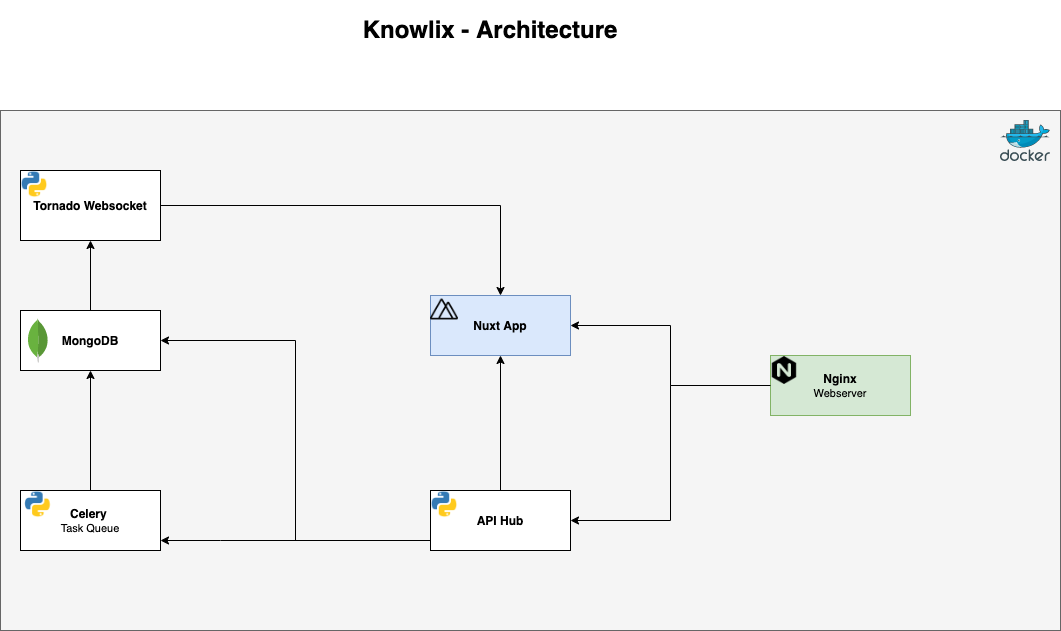 Knowlix - Architecture
docker
Tornado Websocket
Nuxt App
MongoDB
N
Nginx
Webserver
Celery
Task Queue
API Hub